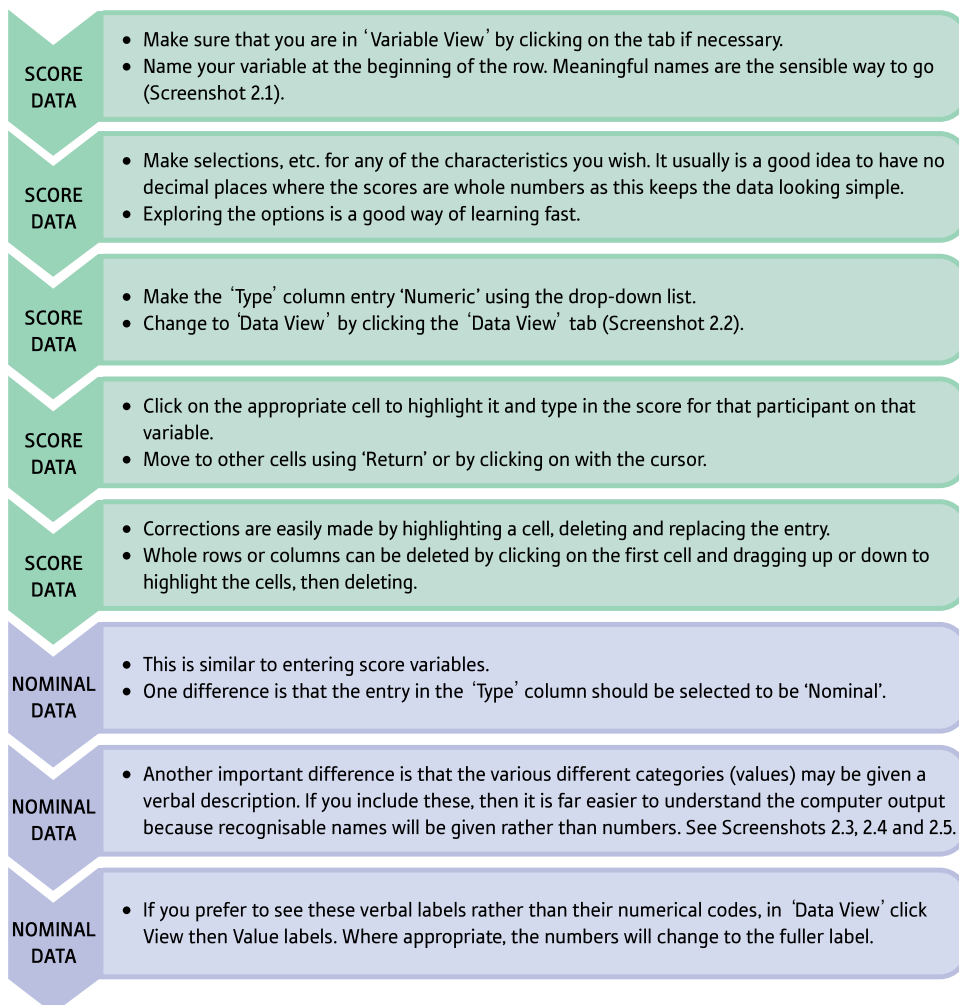 SCORE
DATA
• Make sure that you are in ‘Variable View’ by clicking on the tab if necessary.
• Name your variable at the beginning of the row. Meaningful names are the sensible way to go
(Screenshot 2.1).
SCORE
DATA
• Make selections, etc. for any of the characteristics you wish. It usually is a good idea to have no
decimal places where the scores are whole numbers as this keeps the data looking simple.
• Exploring the options is a good way of learning fast.
SCORE
DATA
• Make the ‘Type’ column entry ‘Numeric’ using the drop-down list.
• Change to ‘Data View’ by clicking the ‘Data View’ tab (Screenshot 2.2).
SCORE
DATA
• Click on the appropriate cell to highlight it and type in the score for that participant on that
variable.
• Move to other cells using ‘Return’ or by clicking on with the cursor.
SCORE
DATA
• Corrections are easily made by highlighting a cell, deleting and replacing the entry.
• Whole rows or columns can be deleted by clicking on the first cell and dragging up or down to
highlight the cells, then deleting.
NOMINAL
DATA
• This is similar to entering score variables.
• One difference is that the entry in the ‘Type’ column should be selected to be ‘Nominal’.
NOMINAL
DATA
• Another important difference is that the various different categories (values) may be given a
verbal description. If you include these, then it is far easier to understand the computer output
because recognisable names will be given rather than numbers. See Screenshots 2.3, 2.4 and 2.5.
NOMINAL
DATA
• If you prefer to see these verbal labels rather than their numerical codes, in ‘Data View’ click
View then Value labels. Where appropriate, the numbers will change to the fuller label.